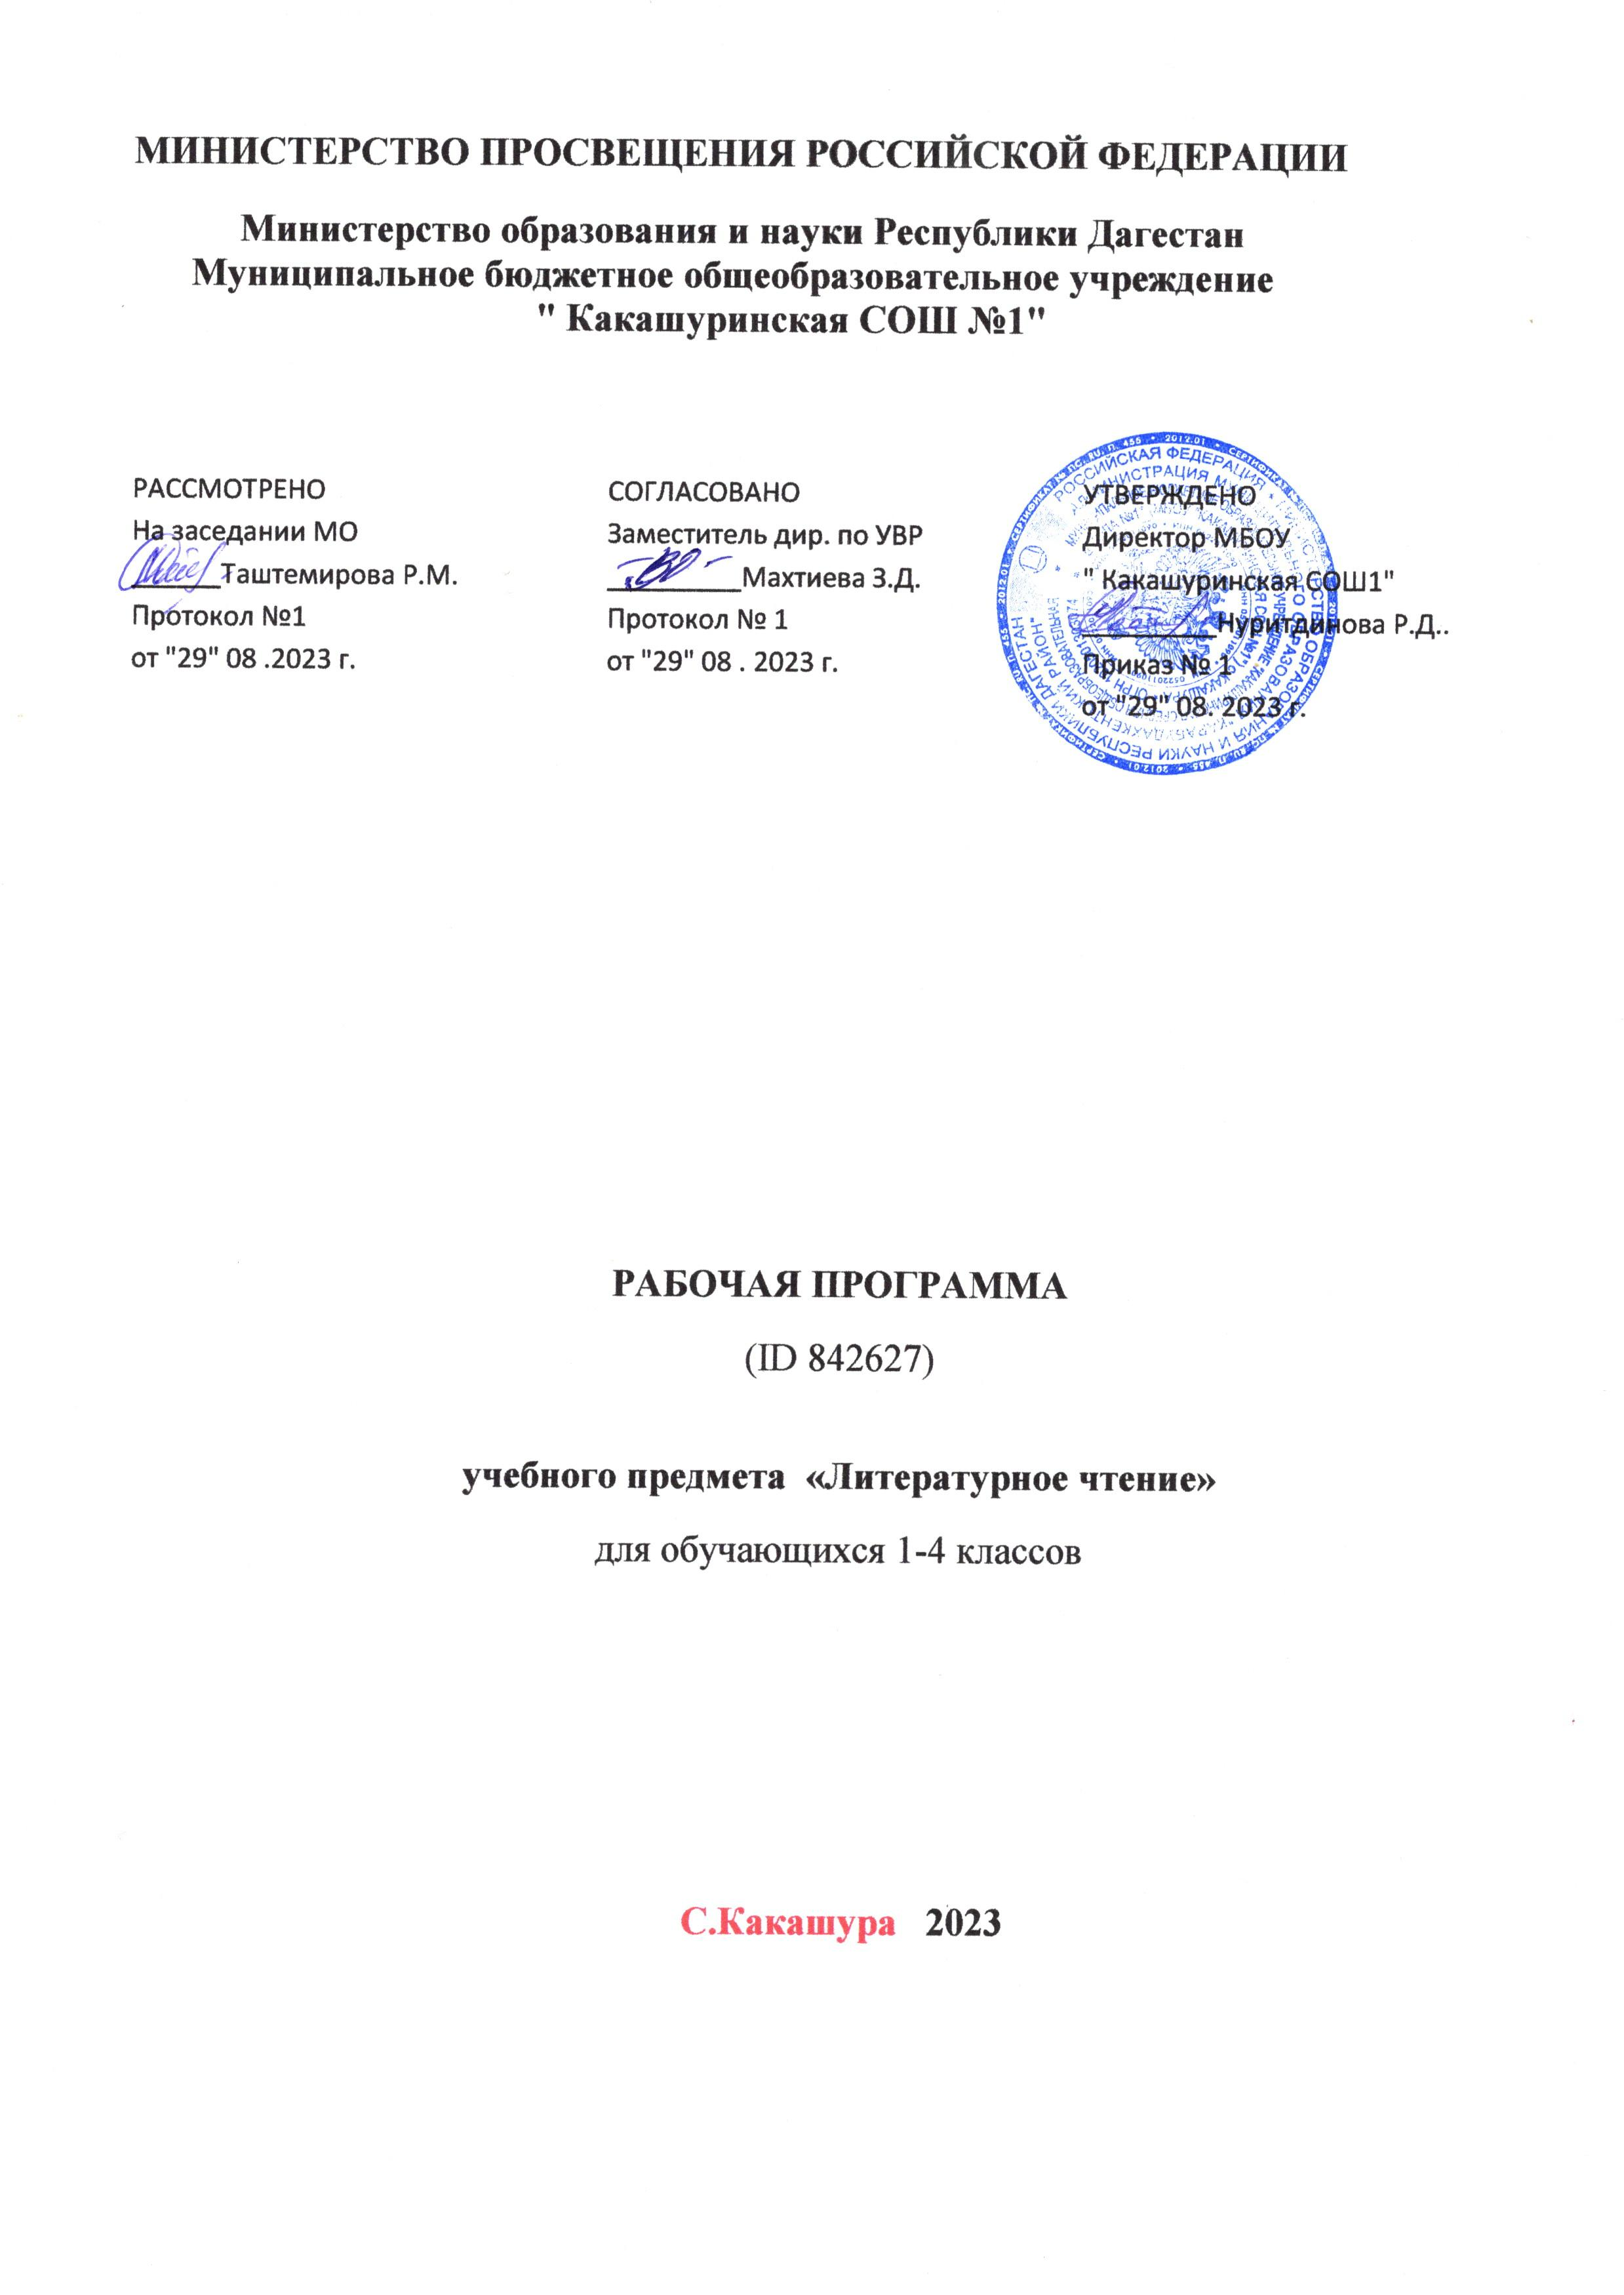 МИНИСТЕРСТВО ПРОСВЕЩЕНИЯ РОССИЙСКОЙ ФЕДЕРАЦИИ
Министерство образования и науки Республики Дагестан
Муниципальное бюджетное общеобразовательное учреждение
" Какашуринская СОШ №1"
РАССМОТРЕНО
На заседании МО
Таштемирова Р.М.
Протокол №1
от "29" 08 .2023 г.
СОГЛАСОВАНО
Заместитель дир. по УВР
Махтиева З.Д.
Протокол № 1
от "29" 08 . 2023 г.
УТВЕРЖДЕНО
Директор МБОУ
" Какашуринская СОШ1"
Нуритдинова Р.Д..
Приказ № 1
от "29" 08. 2023 г.
РАБОЧАЯ ПРОГРАММА
(ID 842627)
учебного предмета «Литературное чтение»
для обучающихся 1-4 классов
С.Какашура 2023